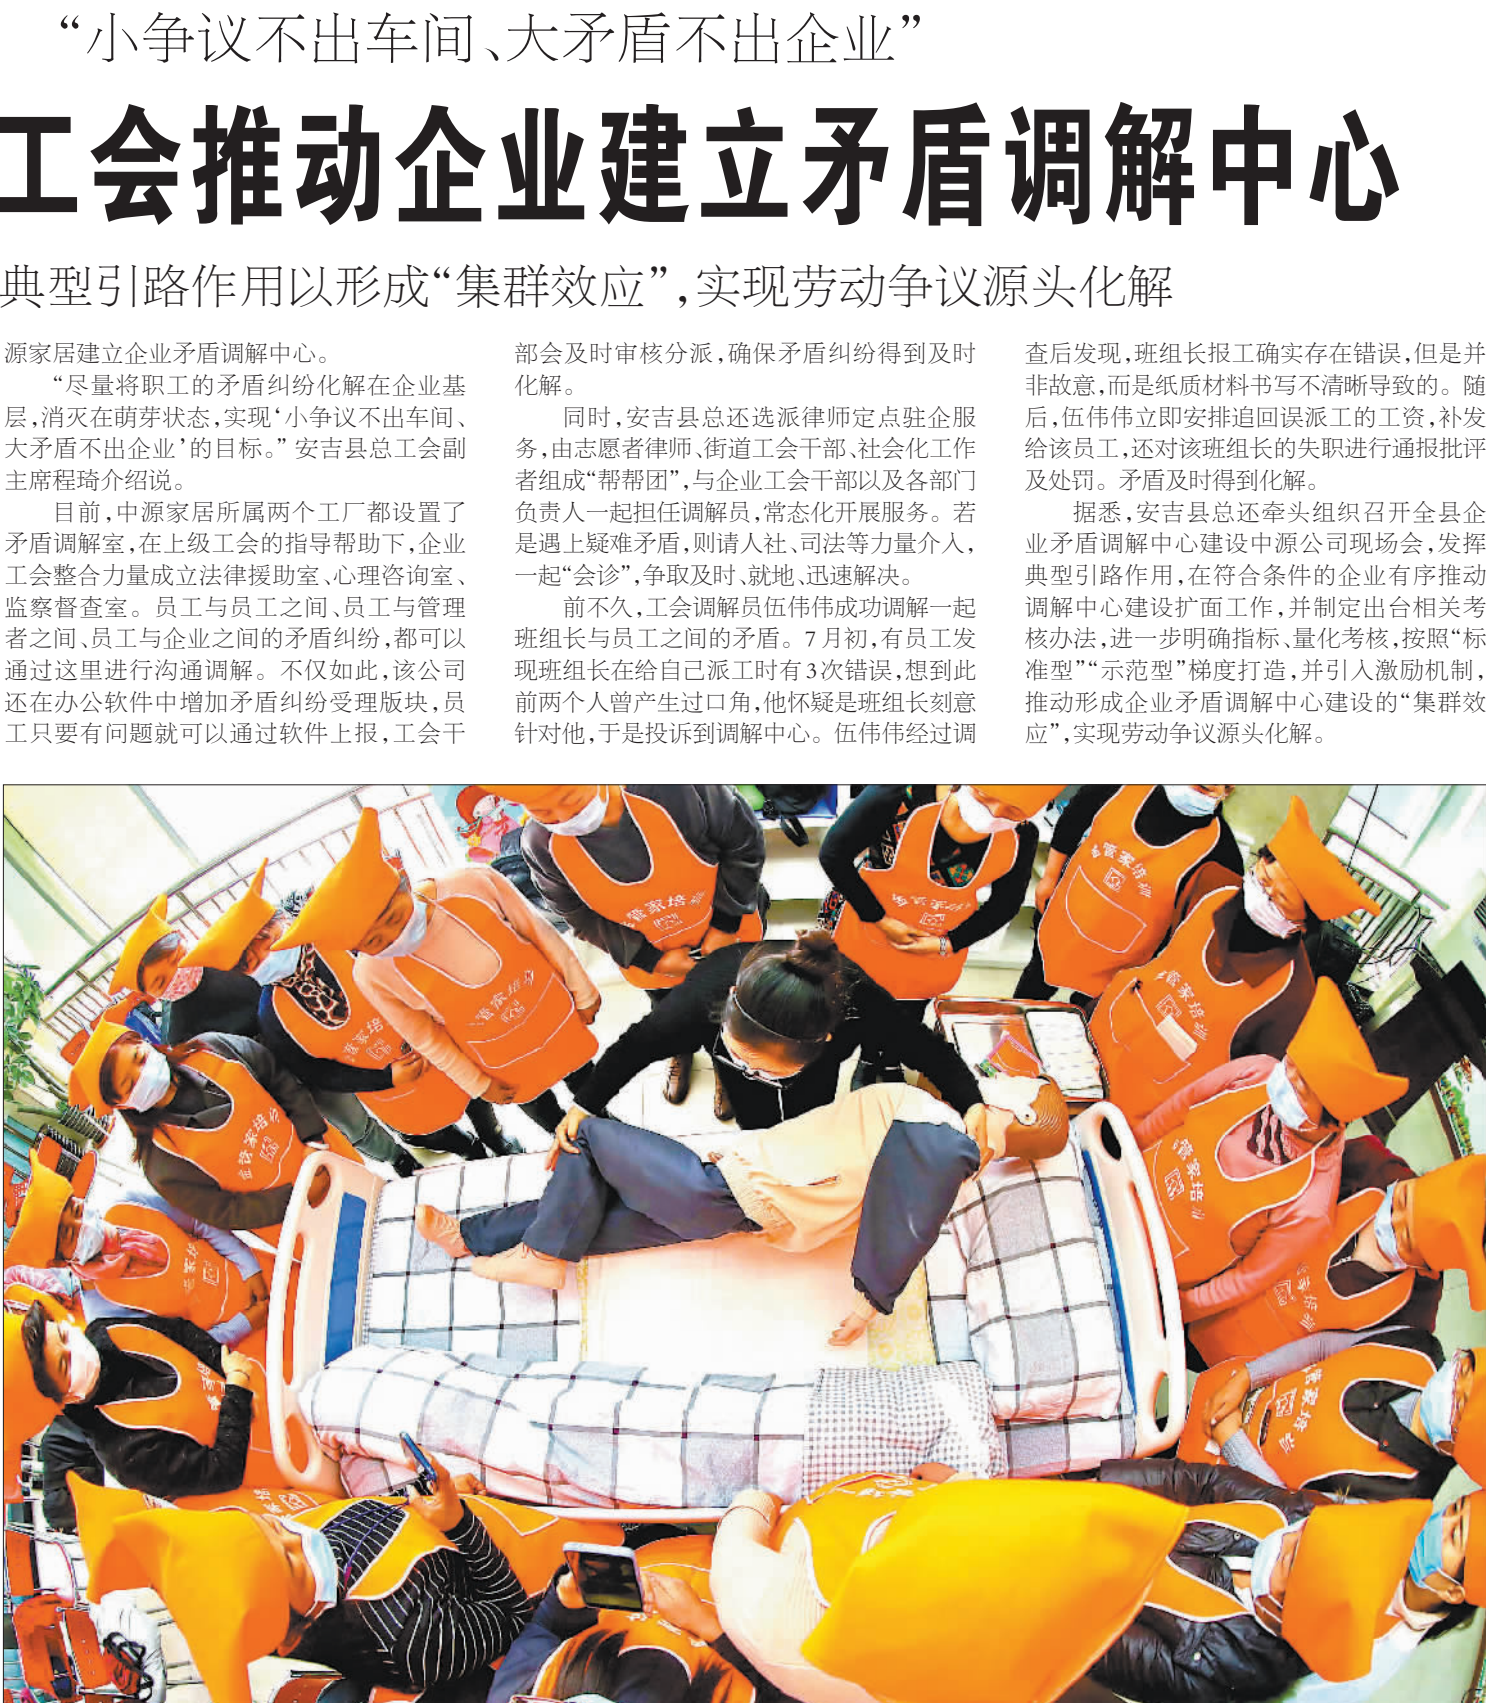 “小争议不出车间、大矛盾不出企业”
工会推动企业建立矛盾调解中心
典型引路作用以形成“集群效应”,实现劳动争议源头化解
源家居建立企业矛盾调解中心。
“尽量将职工的矛盾纠纷化解在企业基
层,消灭在萌芽状态,实现‘小争议不出车间、
大矛盾不出企业’的目标。”安吉县总工会副
主席程琦介绍说。
目前,中源家居所属两个工厂都设置了
矛盾调解室,在上级工会的指导帮助下,企业
工会整合力量成立法律援助室、心理咨询室、
监察督查室。员工与员工之间、员工与管理
者之间、员工与企业之间的矛盾纠纷,都可以
通过这里进行沟通调解。不仅如此,该公司
还在办公软件中增加矛盾纠纷受理版块,员
工只要有问题就可以通过软件上报,工会干
部会及时审核分派,确保矛盾纠纷得到及时
化解。
同时,安吉县总还选派律师定点驻企服
务,由志愿者律师、街道工会干部、社会化工作
者组成“帮帮团”,与企业工会干部以及各部门
负责人一起担任调解员,常态化开展服务。若
是遇上疑难矛盾,则请人社、司法等力量介入,
一起“会诊”,争取及时、就地、迅速解决。
前不久,工会调解员伍伟伟成功调解一起
班组长与员工之间的矛盾。7月初,有员工发
现班组长在给自己派工时有3次错误,想到此
前两个人曾产生过口角,他怀疑是班组长刻意
针对他,于是投诉到调解中心。伍伟伟经过调
查后发现,班组长报工确实存在错误,但是并
非故意,而是纸质材料书写不清晰导致的。随
后,伍伟伟立即安排追回误派工的工资,补发
给该员工,还对该班组长的失职进行通报批评
及处罚。矛盾及时得到化解。
据悉,安吉县总还牵头组织召开全县企
业矛盾调解中心建设中源公司现场会,发挥
典型引路作用,在符合条件的企业有序推动
调解中心建设扩面工作,并制定出台相关考
核办法,进一步明确指标、量化考核,按照“标
准型”“示范型”梯度打造,并引入激励机制,
推动形成企业矛盾调解中心建设的“集群效
应”,实现劳动争议源头化解。
管家培训
管家培
管家培训
管家培
管家培
管家培训
管家培
家培训